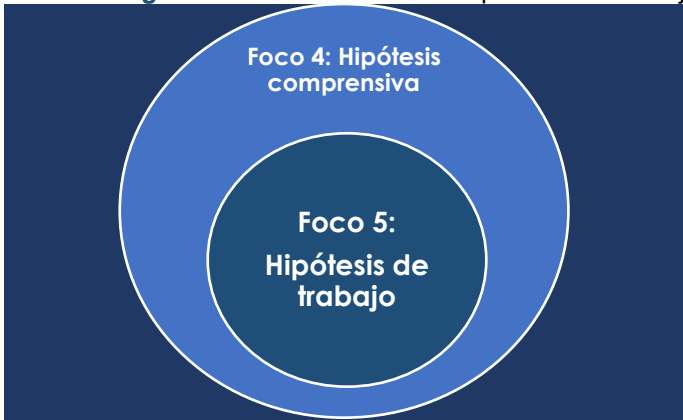 Foco 4: Hipótesis
comprensiva
Foco 5:
Hipótesis de
trabajo